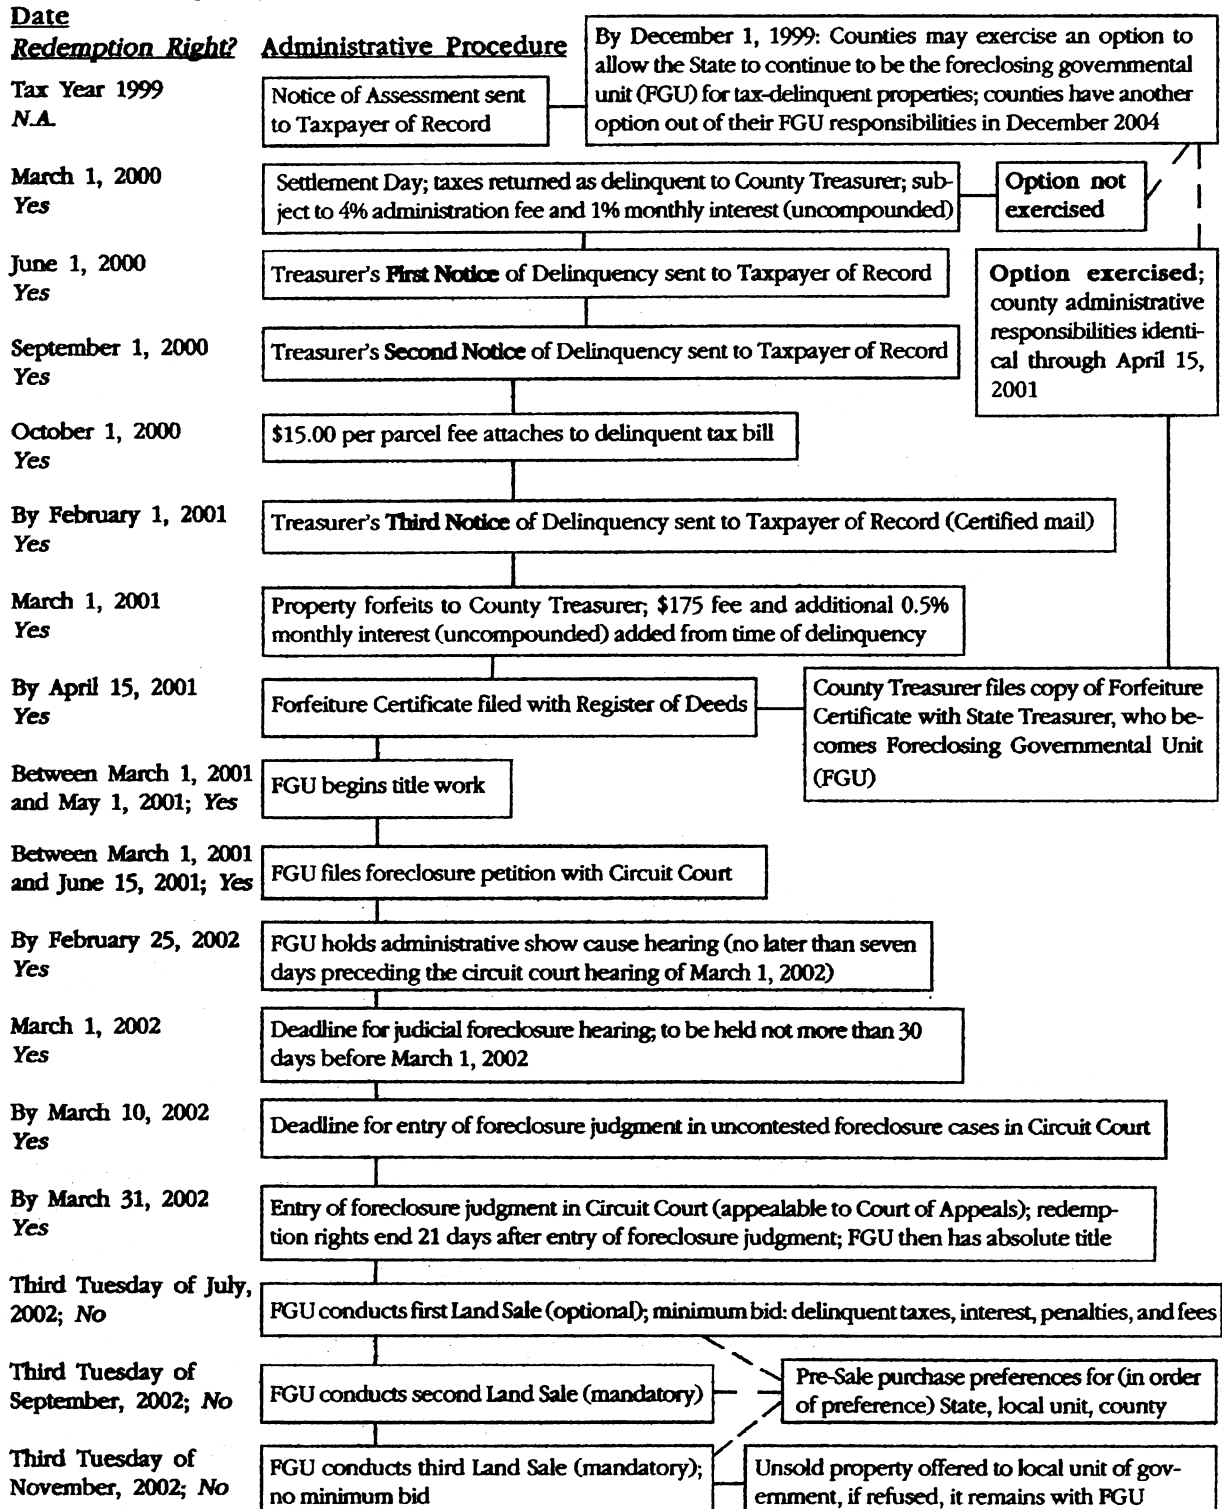 Date
Redemption Right? Administrative Procedure
By December 1, 1999: Counties may exercise an option to
allow the State to continue to be the foreclosing governmental
unit (FGU) for tax-delinquent properties; counties have another
option out of their FGU responsibilities in December 2004
Tax Year 1999
N.A.
Notice of Assessment sent
to Taxpayer of Record
March 1, 2000
Yes
Settlement Day; taxes returned as delinquent to County Treasurer; sub-
ject to 4% administration fee and 1% monthly interest (uncompounded)
Option not
exercised
June 1, 2000
Yes
Treasurer's First Notice of Delinquency sent to Taxpayer of Record
Option exercised;
county administrative
responsibilities identi-
cal through April 15,
2001
September 1, 2000
Yes
Treasurer's Second Notice of Delinquency sent to Taxpayer of Record
October 1, 2000
Yes
$15.00 per parcel fee attaches to delinquent tax bill
By February 1, 2001
Yes
Treasurer's Third Notice of Delinquency sent to Taxpayer of Record (Certified mail)
March 1, 2001
Yes
Property forfeits to County Treasurer; $175 fee and additional 0.5%
monthly interest (uncompounded) added from time of delinquency
By April 15, 2001
Yes
Forfeiture Certificate filed with Register of Deeds
County Treasurer files copy of Forfeiture
Certificate with State Treasurer, who be-
comes Foreclosing Governmental Unit
(FGU)
Between March 1, 2001
and May 1, 2001; Yes
FGU begins title work
Between March 1, 2001
and June 15, 2001; Yes
FGU files foreclosure petition with Circuit Court
By February 25, 2002
Yes
FGU holds administrative show cause hearing (no later than seven
days preceding the circuit court hearing of March 1, 2002)
March 1, 2002
Yes
Deadline for judicial foreclosure hearing; to be held not more than 30
days before March 1, 2002
By March 10, 2002
Yes
Deadline for entry of foreclosure judgment in uncontested foreclosure cases in Circuit Court
By March 31, 2002
Yes
Entry of foreclosure judgment in Circuit Court (appealable to Court of Appeals); redemp-
tion rights end 21 days after entry of foreclosure judgment; FGU then has absolute title
Third Tuesday of July,
2002; No
FGU conducts first Land Sale (optional); minimum bid: delinquent taxes, interest, penalties, and fees
Third Tuesday of
September, 2002; No
FGU conducts second Land Sale (mandatory)
Pre-Sale purchase preferences for (in order
of preference) State, local unit, county
Third Tuesday of
November, 2002; No
FGU conducts third Land Sale (mandatory);
no minimum bid
Unsold property offered to local unit of gov-
ernment, if refused, it remains with FGU